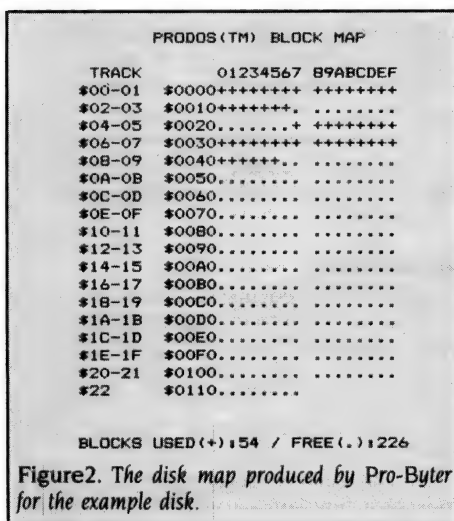 PRODOS(TM) BLOCK MAP
TRACK 01234567 89ABCDEF
$00-01 $0000++++++++ ++++++++
$02-03 $0010+++++++. ........
$04-05 $0020.......+ ++++++++
$06-07 $0030++++++++ ++++++++
$08-09 $0040++++++.. ........
$0A-0B $0050........ ........
$0C-0D $0060........ ........
$0E-0F $0070........ ........
$10-11 $0080........ ........
$12-13 $0090........ ........
$14-15 $00A0........ ........
$16-17 $00B0........ ........
$18-19 $00C0........ ........
$1A-1B $00D0........ ........
$1C-1D $00E0........ ........
$1E-1F $00F0........ ........
$20-21 $0100........ ........
$22 $0110........
BLOCKS USED(+):54 / FREE(.):226
Figure2. The disk map produced by Pro-Byter
for the example disk.